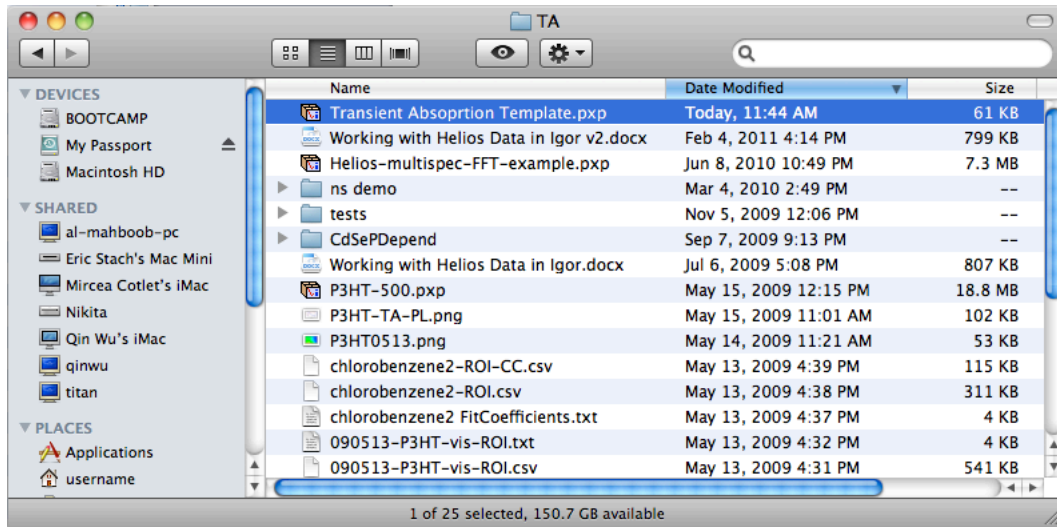 TA
Name Date Modified Size
DEVICES
BOOTCAMP
My Passport
Macintosh HD
SHARED
al-mahboob-pc
Eric Stach's Mac Mini
Mircea Cotlet's iMac
Nikita
Qin Wu's iMac
qinwu
titan
PLACES
Applications
username
Transient Absoprtion Template.pxp Today, 11:44 AM 61 KB
Working with Helios Data in Igor v2.docx Feb 4, 2011 4:14 PM 799 KB
Helios-multispec-FFT-example.pxp Jun 8, 2010 10:49 PM 7.3 MB
ns demo Mar 4, 2010 2:49 PM --
tests Nov 5, 2009 12:06 PM --
CdSePDepend Sep 7, 2009 9:13 PM --
Working with Helios Data in Igor.docx Jul 6, 2009 5:08 PM 807 KB
P3HT-500.pxp May 15, 2009 12:15 PM 18.8 MB
P3HT-TA-PL.png May 15, 2009 11:01 AM 102 KB
P3HT0513.png May 14, 2009 11:21 AM 53 KB
chlorobenzene2-ROI-CC.csv May 13, 2009 4:39 PM 115 KB
chlorobenzene2-ROI.csv May 13, 2009 4:38 PM 311 KB
chlorobenzene2 FitCoefficients.txt May 13, 2009 4:37 PM 4 KB
090513-P3HT-vis-ROI.txt May 13, 2009 4:32 PM 4 KB
090513-P3HT-vis-ROI.csv May 13, 2009 4:31 PM 541 KB
1 of 25 selected, 150.7 GB available